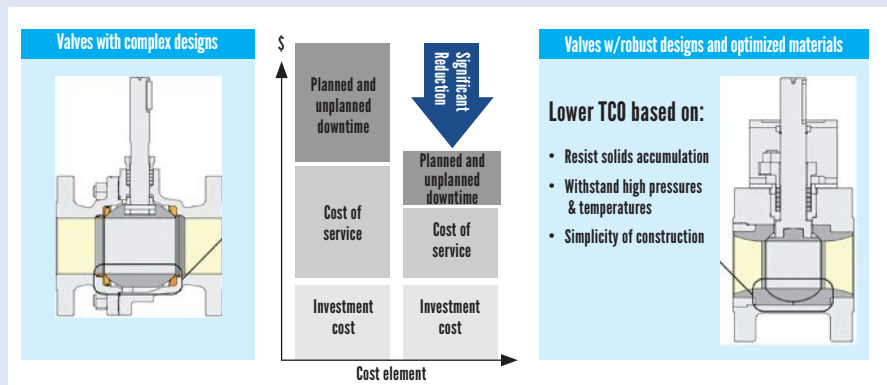 Valves with complex designs
$
Planned and
unplanned
downtime
Cost of
service
Investment
cost
Significant
Reduction
Planned and
unplanned
downtime
Cost of
service
Investment
cost
Cost element
Valves w/robust designs and optimized materials
Lower TCO based on:
• Resist solids accumulation
• Withstand high pressures
& temperatures
• Simplicity of construction